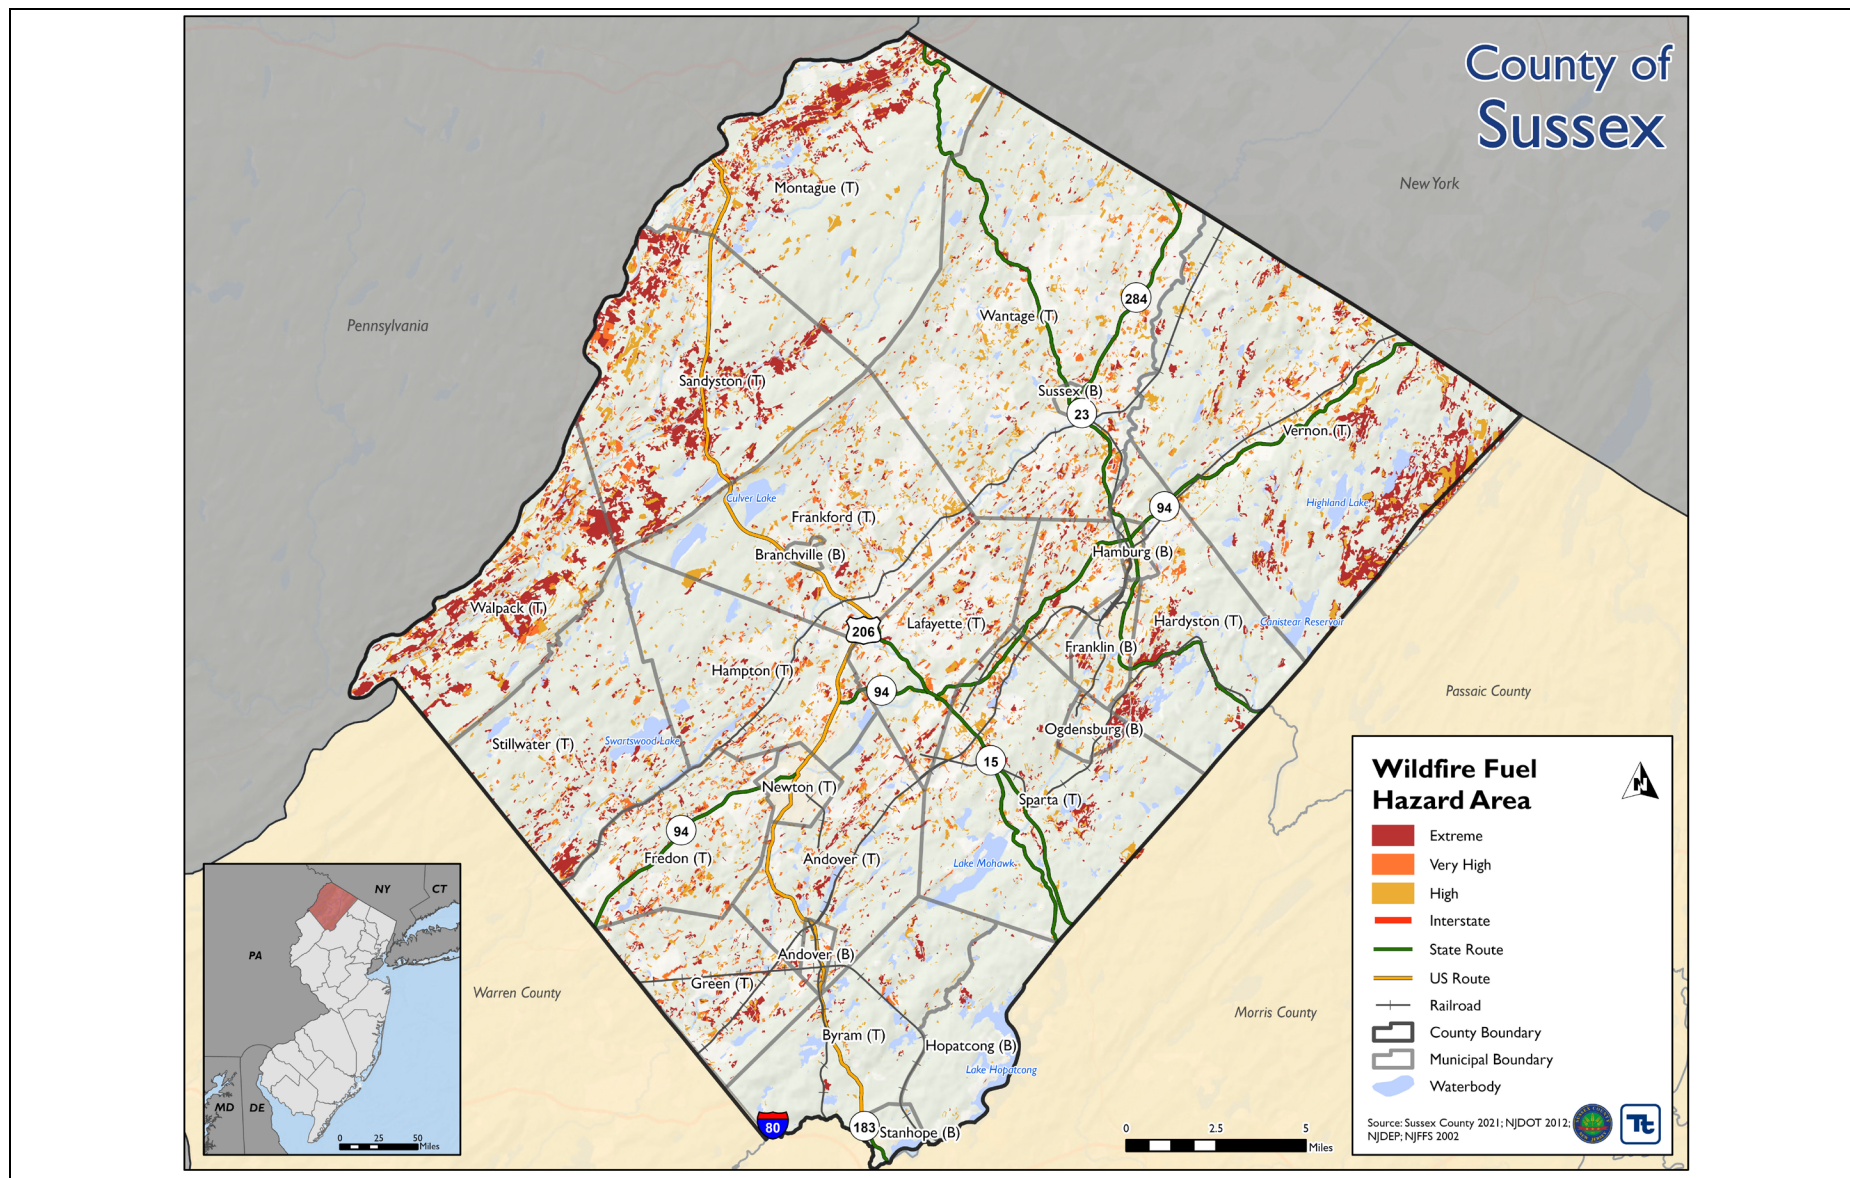 County of
Sussex
New York
Pennsylvania
Montague (T)
284
Wantage (T)
Sandyston (T)
Sussex (B)
23
Vernon (T)
Culver Lake
Highland Lake
94
Frankford (T)
Branchville (B)
Hamburg (B)
Walpack (T)
206
Lafayette (T)
Hardyston (T)
Canistear Reservoir
Franklin (B)
Hampton (T)
94
Passaic County
Ogdensburg (B)
Stillwater (T)
Swartswood Lake
15
Newton (T)
Sparta (T)
94
Fredon (T)
Andover (T)
Lake Mohawk
Andover (B)
Green (T)
Warren County
Morris County
Byram (T)
Hopatcong (B)
Lake Hopatcong
80
183
Stanhope (B)
0 2.5 5
Miles
NY
CT
PA
MD
DE
0 25 50
Miles
Wildfire Fuel
Hazard Area
N
Extreme
Very High
High
Interstate
State Route
US Route
Railroad
County Boundary
Municipal Boundary
Waterbody
Source: Sussex County 2021; NJDOT 2012;
NJDEP; NJFFS 2002
Tt